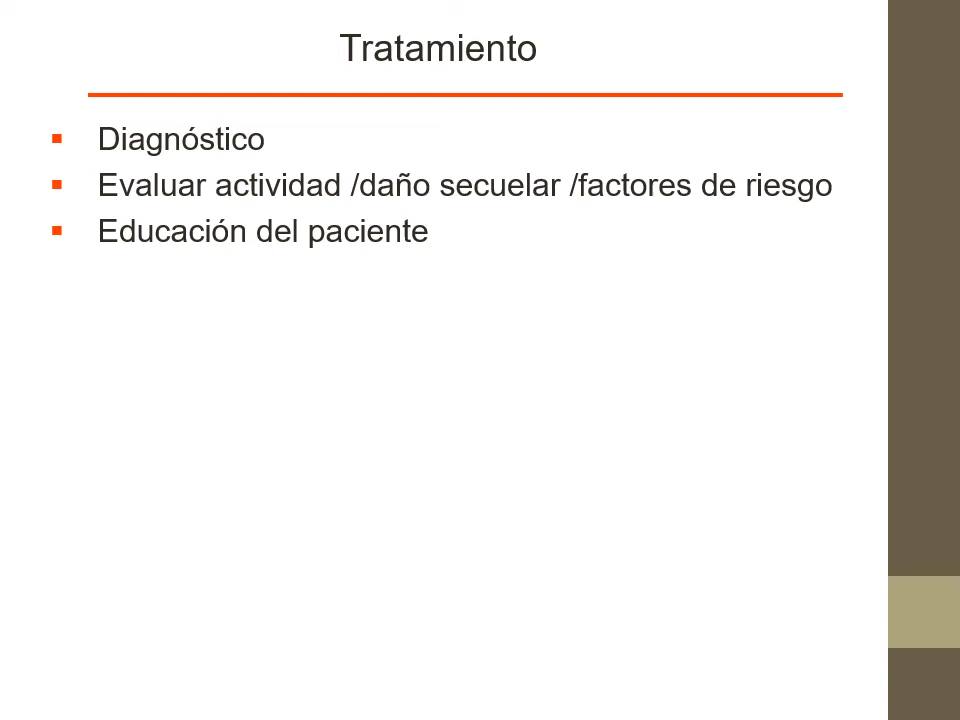 Tratamiento
Diagnóstico
Evaluar actividad /daño secuelar /factores de riesgo
Educación del paciente